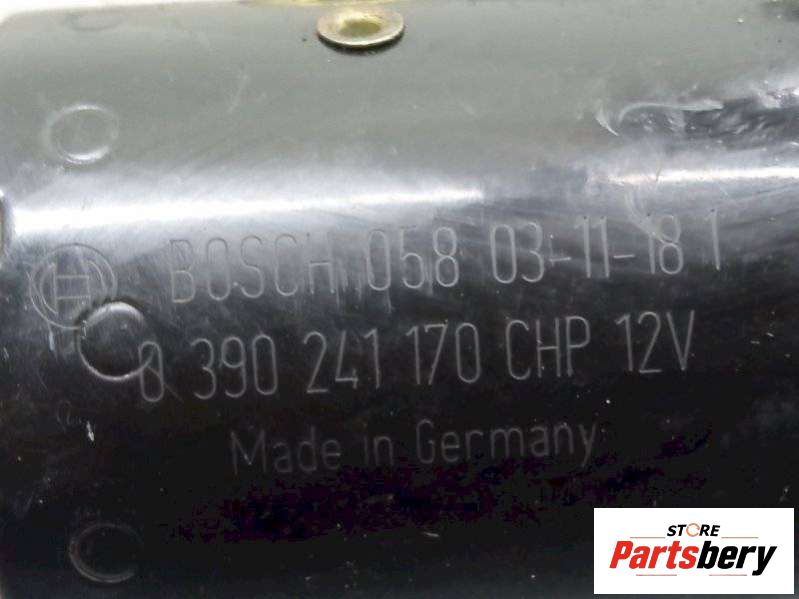 BOSCH 058 03-11-18 1
0 390 241 170 CHP 12V
Made in Germany
STORE
Partsbery